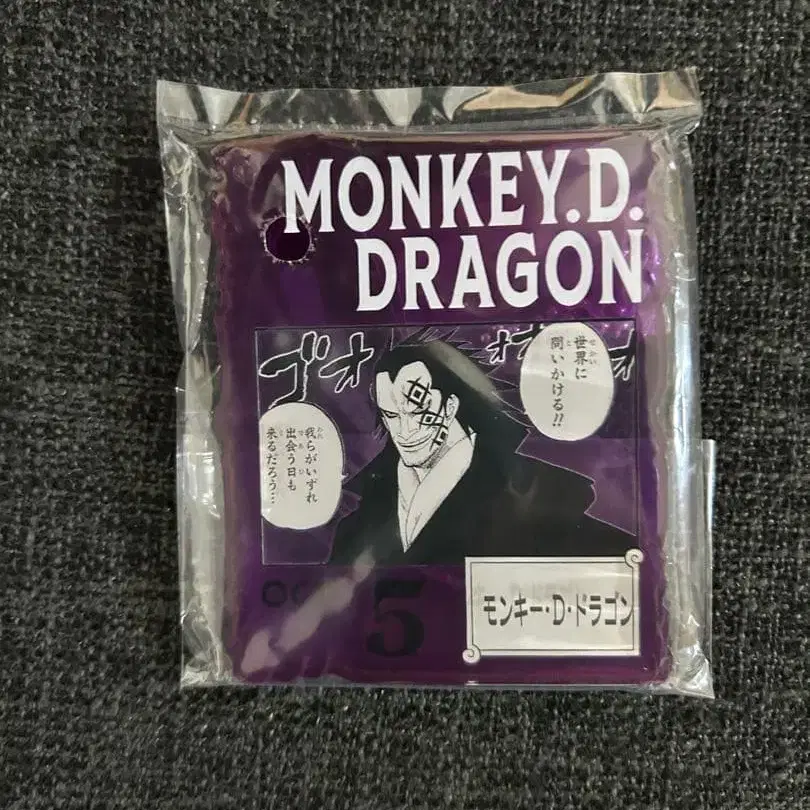 MONKEY.D.
DRAGON
ゴォ
世界に
問いかける!!
我らがいずれ
出会う日も
来るだろう…
5
モンキー・D・ドラゴン